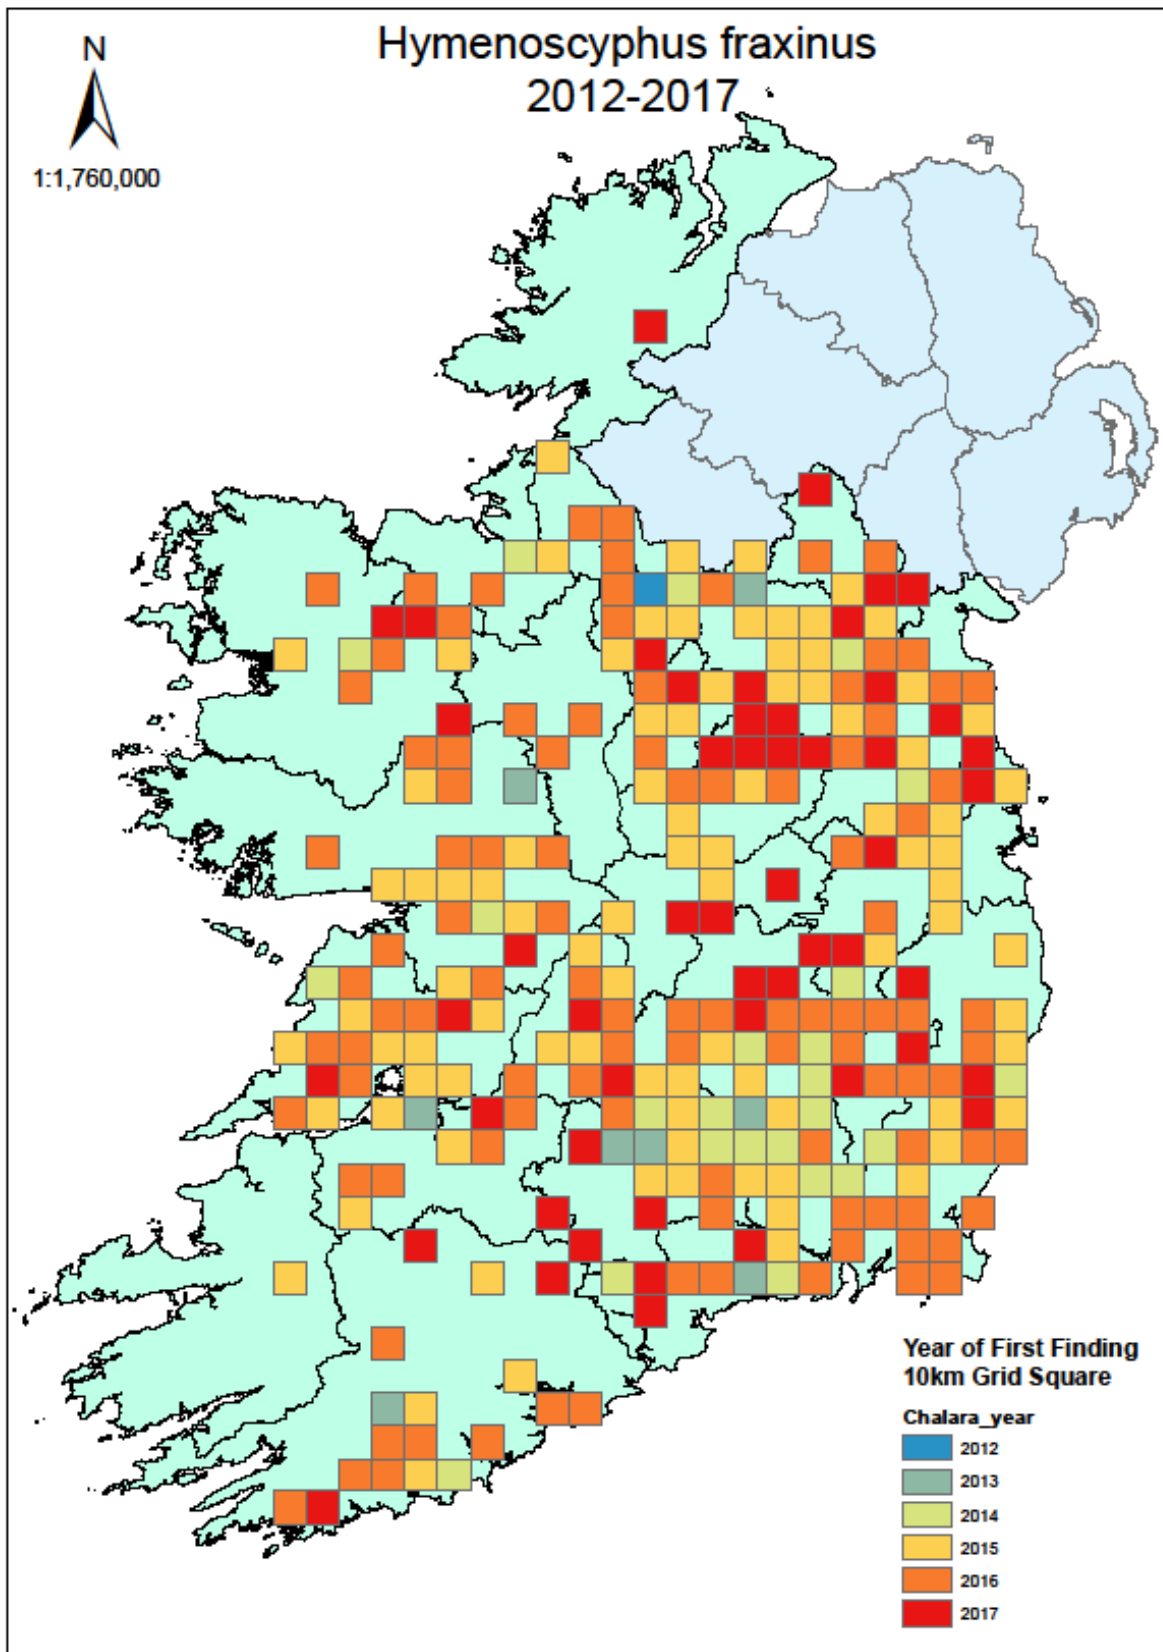 Hymenoscyphus fraxinus
2012-2017
N
1:1,760,000
Year of First Finding
10km Grid Square
Chalara_year
2012
2013
2014
2015
2016
2017